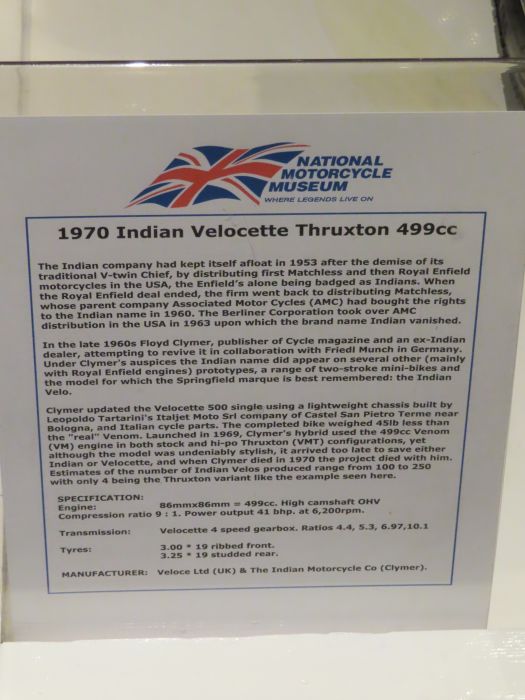 NATIONAL
MOTORCYCLE
MUSEUM
WHERE LEGENDS LIVE ON
1970 Indian Velocette Thruxton 499cc
The Indian company had kept itself afloat in 1953 after the demise of its
traditional V-twin Chief, by distributing first Matchless and then Royal Enfield
motorcycles in the USA, the Enfield's alone being badged as Indians. When
the Royal Enfield deal ended, the firm went back to distributing Matchless,
whose parent company Associated Motor Cycles (AMC) had bought the rights
to the Indian name in 1960. The Berliner Corporation took over AMC
distribution in the USA in 1963 upon which the brand name Indian vanished.
In the late 1960s Floyd Clymer, publisher of Cycle magazine and an ex-Indian
dealer, attempting to revive it in collaboration with Friedl Munch in Germany.
Under Clymer's auspices the Indian name did appear on several other (mainly
with Royal Enfield engines) prototypes, a range of two-stroke mini-bikes and
the model for which the Springfield marque is best remembered: the Indian
Velo.
Clymer updated the Velocette 500 single using a lightweight chassis built by
Leopoldo Tartarini's Italjet Moto Srl company of Castel San Pietro Terme near
Bologna, and Italian cycle parts. The completed bike weighed 45lb less than
the "real" Venom. Launched in 1969, Clymer's hybrid used the 499cc Venom
(VM) engine in both stock and hi-po Thruxton (VMT) configurations, yet
although the model was undeniably stylish, it arrived too late to save either
Indian or Velocette, and when Clymer died in 1970 the project died with him.
Estimates of the number of Indian Velos produced range from 100 to 250
with only 4 being the Thruxton variant like the example seen here.
SPECIFICATION:
Engine: 86mmx86mm = 499cc. High camshaft OHV
Compression ratio 9 : 1. Power output 41 bhp. at 6,200rpm.
Transmission: Velocette 4 speed gearbox. Ratios 4.4, 5.3, 6.97,10.1
Tyres: 3.00 * 19 ribbed front.
3.25 * 19 studded rear.
MANUFACTURER: Veloce Ltd (UK) & The Indian Motorcycle Co (Clymer).